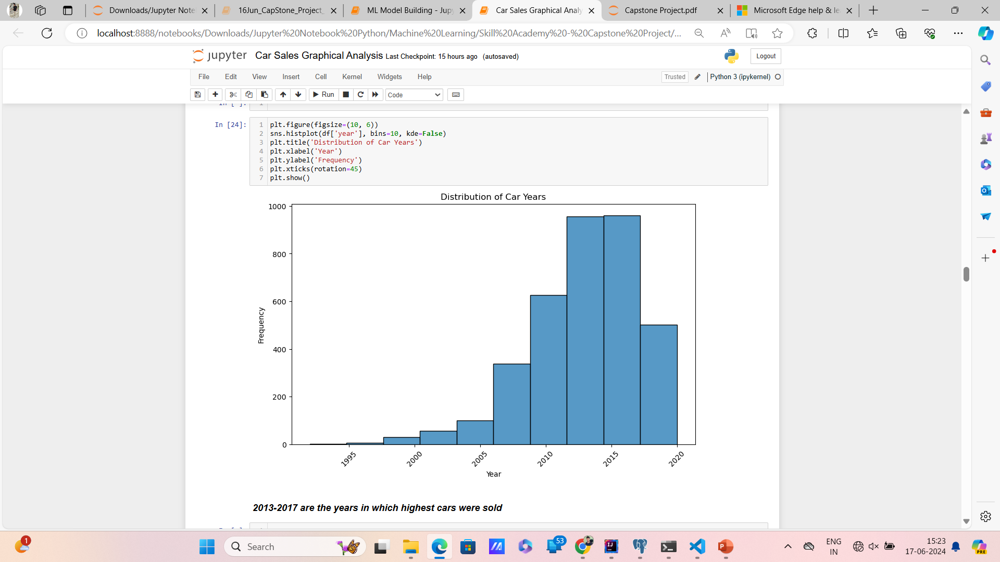 Downloads/Jupyter Note
16Jun_CapStone_Project_
ML Model Building - Jupy
Car Sales Graphical Analy
Capstone Project.pdf
Microsoft Edge help & le
localhost:8888/notebooks/Downloads/Jupyter%20Notebook%20Python/Machine%20Learning/Skill%20Academy%20-%20Capstone%20Project/...
jupyter Car Sales Graphical Analysis Last Checkpoint: 15 hours ago (autosaved)
Logout
File Edit View Insert Cell Kernel Widgets Help
Trusted
Python 3 (ipykernel)
Run
Code
In [ ]:
1
In [24]:
1 plt.figure(figsize=(10, 6))
2 sns.histplot(df['year'], bins=10, kde=False)
3 plt.title('Distribution of Car Years')
4 plt.xlabel('Year')
5 plt.ylabel('Frequency')
6 plt.xticks(rotation=45)
7 plt.show()
Distribution of Car Years
1000
800
600
400
200
0
Frequency
1995 2000 2005 2010 2015 2020
Year
2013-2017 are the years in which highest cars were sold
1
Search
53
PRE
ENG
IN
15:23
17-06-2024